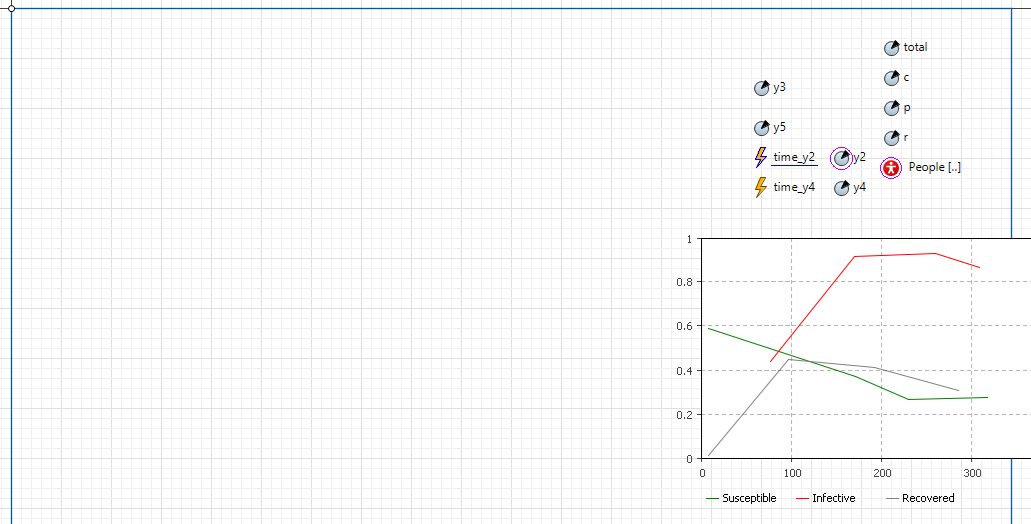 total
y3
c
p
y5
r
time_y2
y2
People [..]
time_y4
y4
1
0.8
0.6
0.4
0.2
0
0
100
200
300
Susceptible
Infective
Recovered